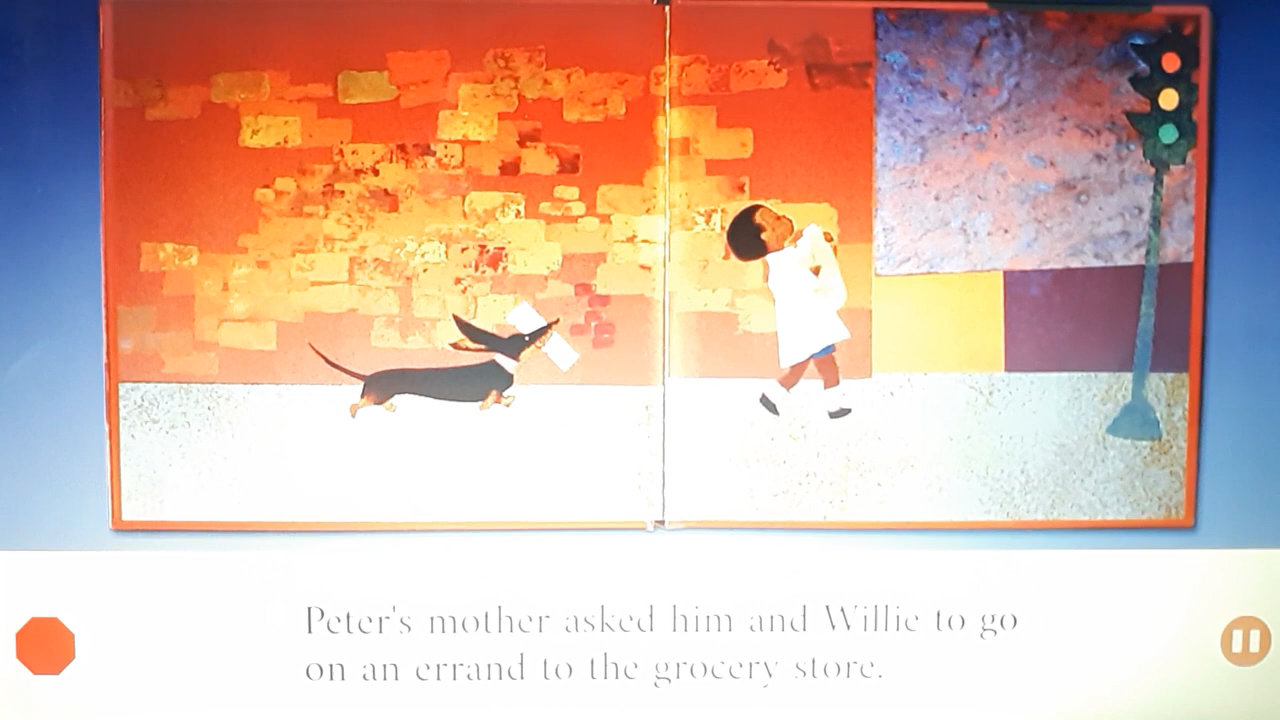 Peter's mother asked him and Willie to go
on an errand to the grocery store.